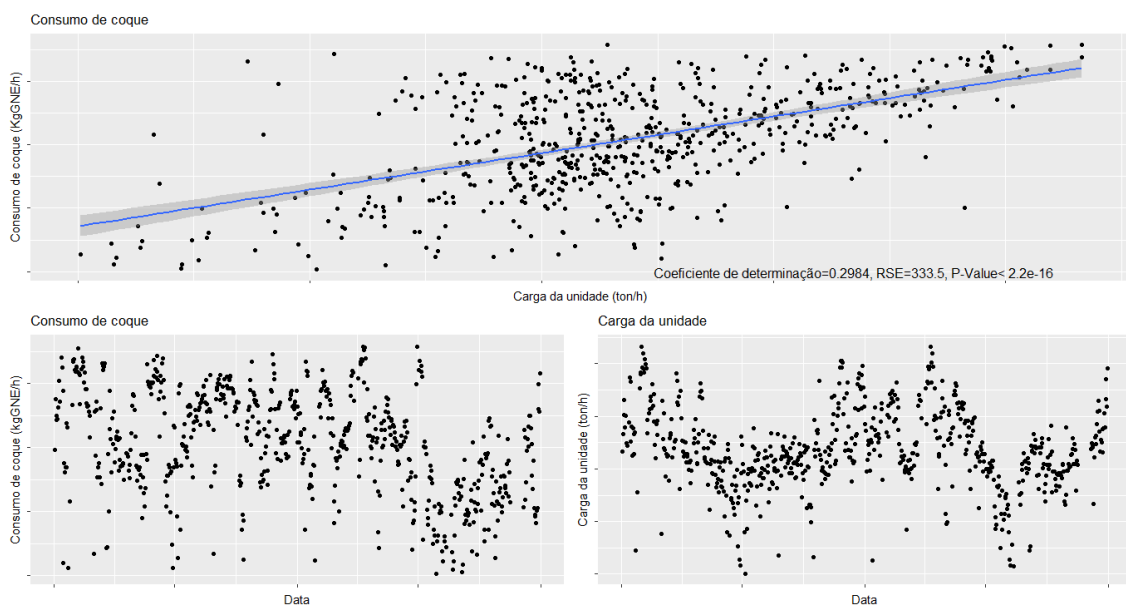 Consumo de coque
Consumo de coque (KgGNE/h)
Coeficiente de determinação=0.2984, RSE=333.5, P-Value< 2.2e-16
Carga da unidade (ton/h)
Consumo de coque
Consumo de coque (kgGNE/h)
Data
Carga da unidade
Carga da unidade (ton/h)
Data